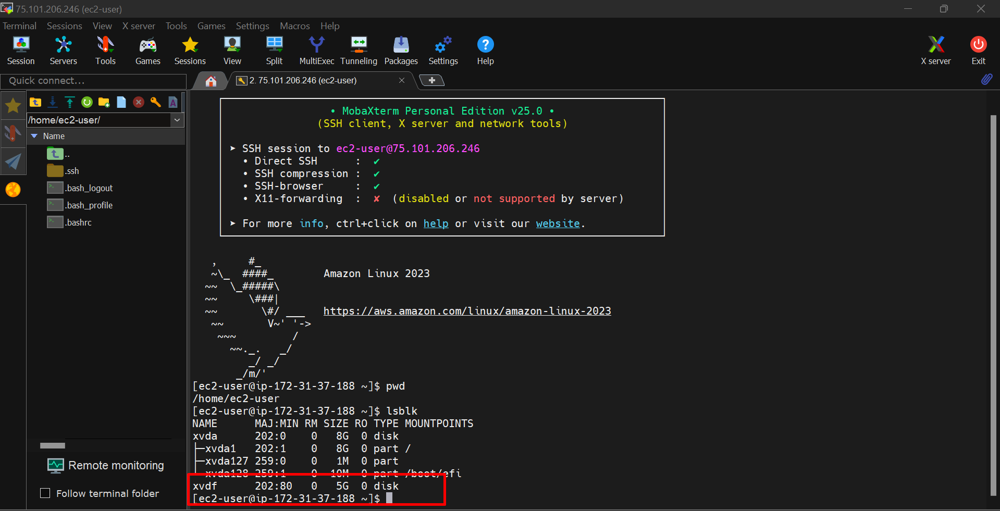 75.101.206.246 (ec2-user)
Terminal Sessions View X server Tools Games Settings Macros Help
Session Servers Tools Games Sessions View Split MultiExec Tunneling Packages Settings Help X server Exit
Quick connect...
2. 75.101.206.246 (ec2-user)
/home/ec2-user/
Name
..
.ssh
.bash_logout
.bash_profile
.bashrc
Remote monitoring
Follow terminal folder
• MobaXterm Personal Edition v25.0 •
(SSH client, X server and network tools)
➤ SSH session to ec2-user@75.101.206.246
• Direct SSH : ✔
• SSH compression : ✔
• SSH-browser : ✔
• X11-forwarding : ✘ (disabled or not supported by server)
➤ For more info, ctrl+click on help or visit our website.
   ,     #_
   ~\_  ####_        Amazon Linux 2023
  ~~  \_#####\
  ~~     \###|
  ~~       \#/ ___   https://aws.amazon.com/linux/amazon-linux-2023
   ~~       V~' '->
    ~~~         /
      ~~._.   _/
         _/ _/
       _/m/'
[ec2-user@ip-172-31-37-188 ~]$ pwd
/home/ec2-user
[ec2-user@ip-172-31-37-188 ~]$ lsblk
NAME      MAJ:MIN RM SIZE RO TYPE MOUNTPOINTS
xvda      202:0    0   8G  0 disk
├─xvda1   202:1    0   8G  0 part /
├─xvda127 259:0    0   1M  0 part
└─xvda128 259:1    0  10M  0 part /boot/efi
xvdf      202:80   0   5G  0 disk
[ec2-user@ip-172-31-37-188 ~]$